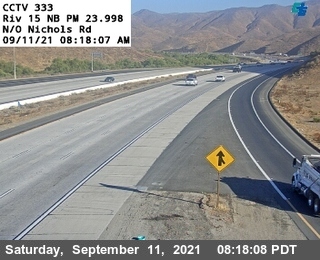 CCTV 333
Riv 15 NB PM 23.998
N/O Nichols Rd
09/11/21 08:18:07 AM
Saturday, September 11, 2021 08:18:08 PDT